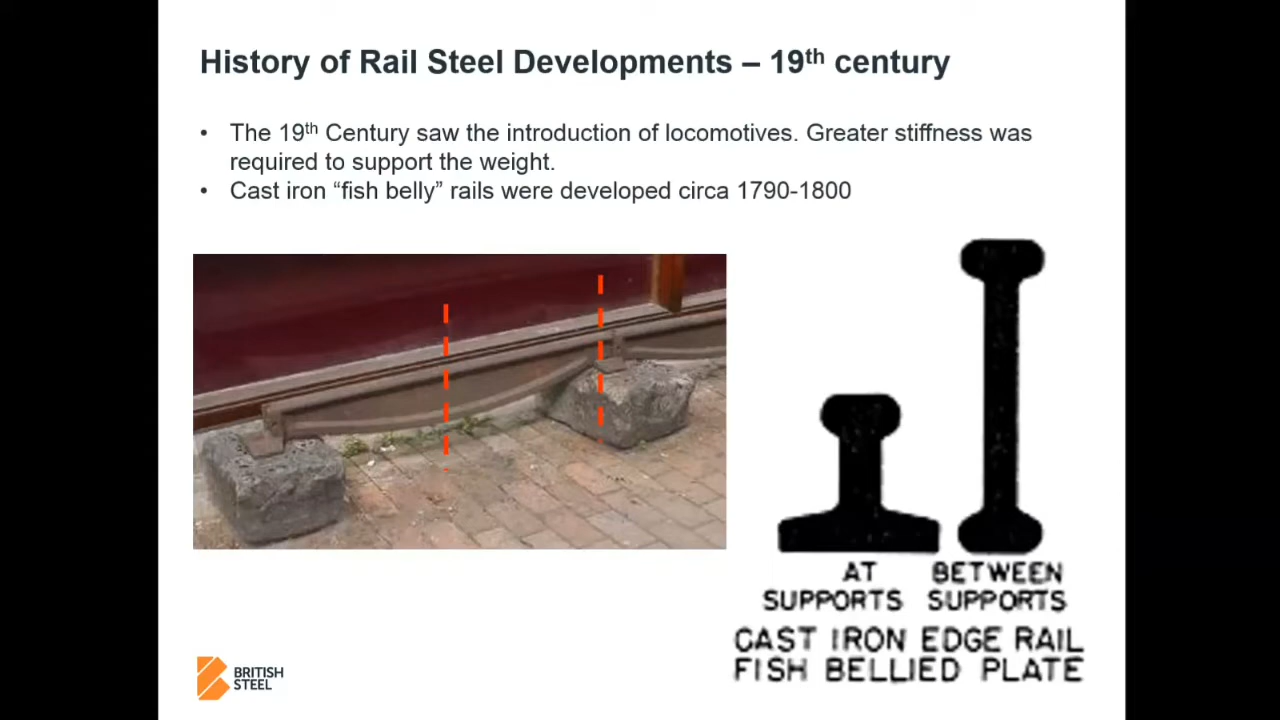 History of Rail Steel Developments – 19th century
• The 19th Century saw the introduction of locomotives. Greater stiffness was
required to support the weight.
• Cast iron “fish belly” rails were developed circa 1790-1800
AT
SUPPORTS
BETWEEN
SUPPORTS
CAST IRON EDGE RAIL
FISH BELLIED PLATE
BRITISH
STEEL